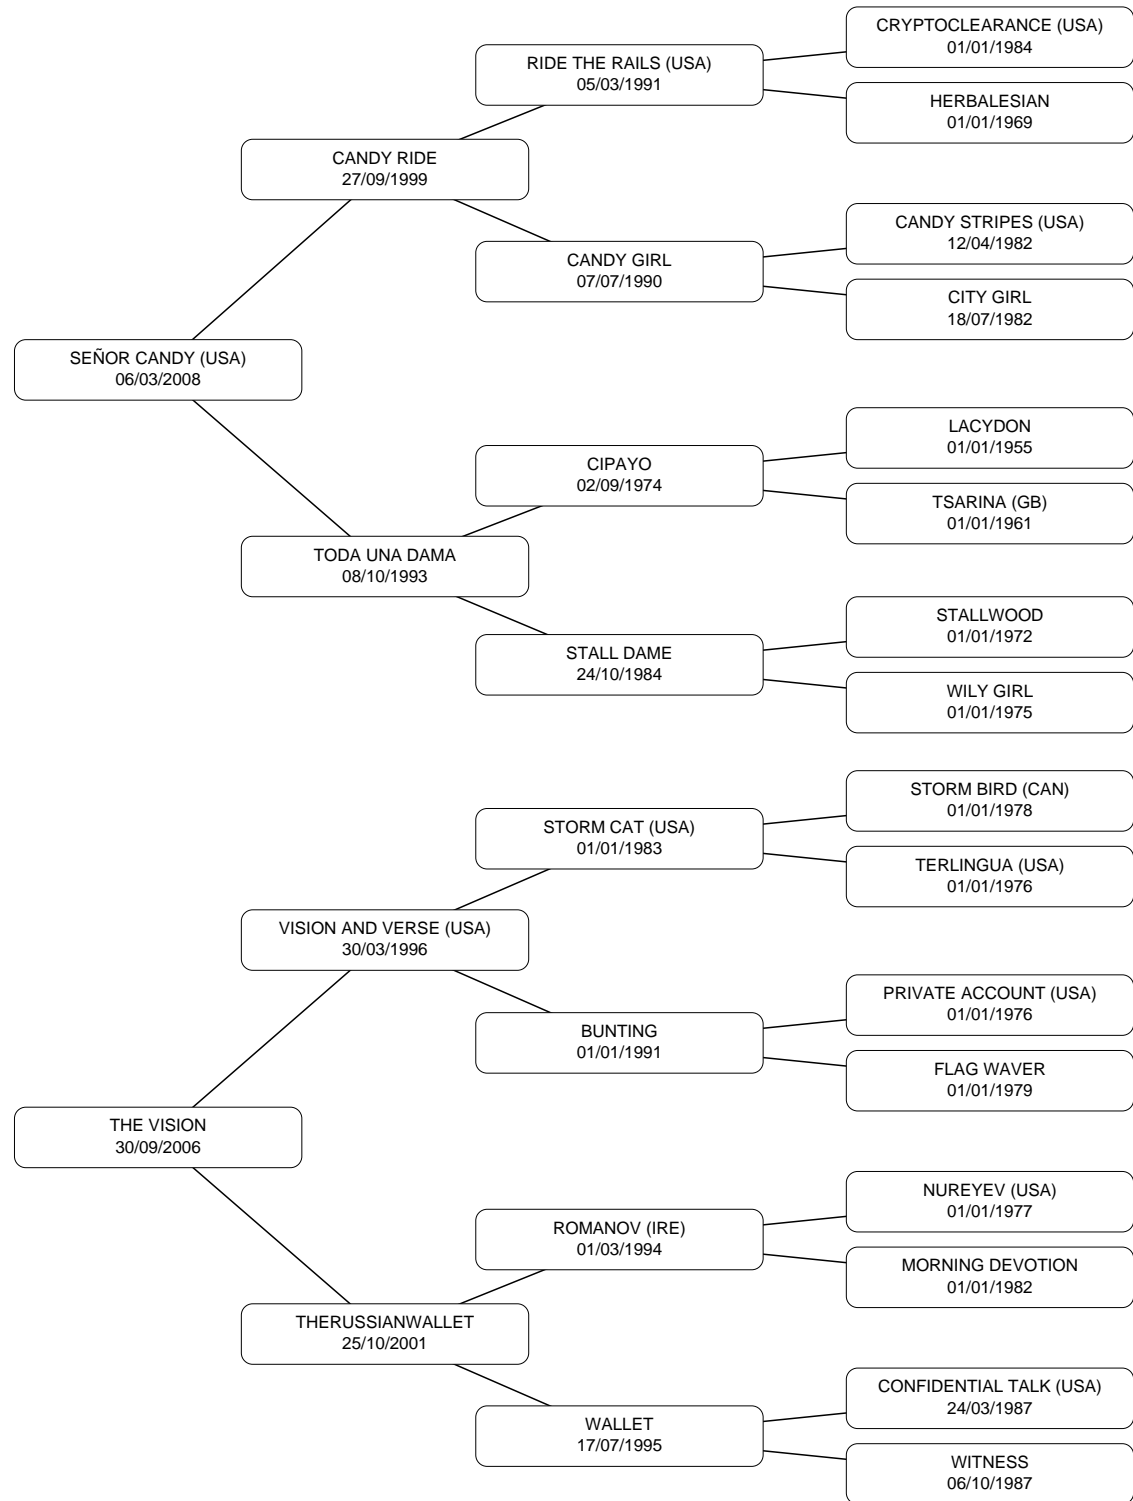 CRYPTOCLEARANCE (USA)
01/01/1984
RIDE THE RAILS (USA)
05/03/1991
HERBALESIAN
01/01/1969
CANDY RIDE
27/09/1999
CANDY STRIPES (USA)
12/04/1982
CANDY GIRL
07/07/1990
CITY GIRL
18/07/1982
SEÑOR CANDY (USA)
06/03/2008
LACYDON
01/01/1955
CIPAYO
02/09/1974
TSARINA (GB)
01/01/1961
TODA UNA DAMA
08/10/1993
STALLWOOD
01/01/1972
STALL DAME
24/10/1984
WILY GIRL
01/01/1975
STORM BIRD (CAN)
01/01/1978
STORM CAT (USA)
01/01/1983
TERLINGUA (USA)
01/01/1976
VISION AND VERSE (USA)
30/03/1996
PRIVATE ACCOUNT (USA)
01/01/1976
BUNTING
01/01/1991
FLAG WAVER
01/01/1979
THE VISION
30/09/2006
NUREYEV (USA)
01/01/1977
ROMANOV (IRE)
01/03/1994
MORNING DEVOTION
01/01/1982
THERUSSIANWALLET
25/10/2001
CONFIDENTIAL TALK (USA)
24/03/1987
WALLET
17/07/1995
WITNESS
06/10/1987